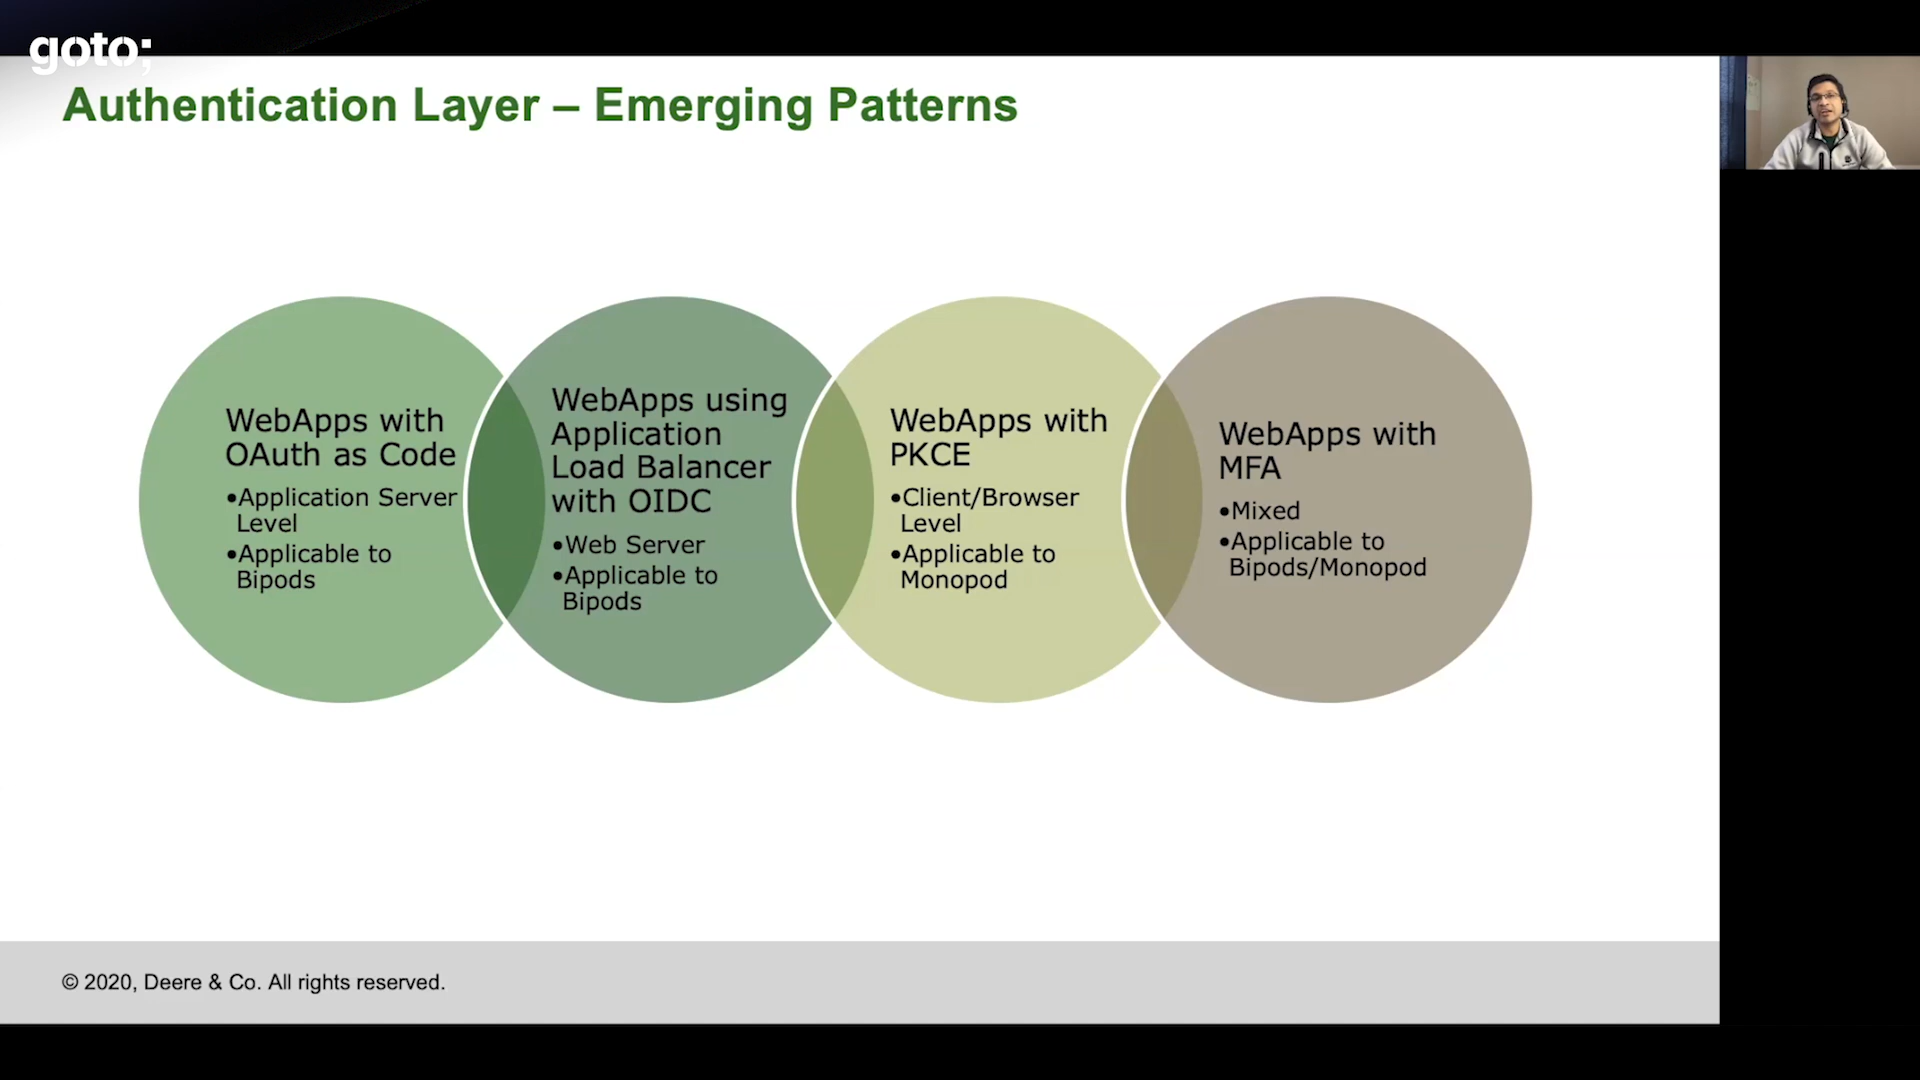 goto;
Authentication Layer – Emerging Patterns
WebApps with
OAuth as Code
•Application Server
Level
•Applicable to
Bipods
WebApps using
Application
Load Balancer
with OIDC
•Web Server
•Applicable to
Bipods
WebApps with
PKCE
•Client/Browser
Level
•Applicable to
Monopod
WebApps with
MFA
•Mixed
•Applicable to
Bipods/Monopod
© 2020, Deere & Co. All rights reserved.